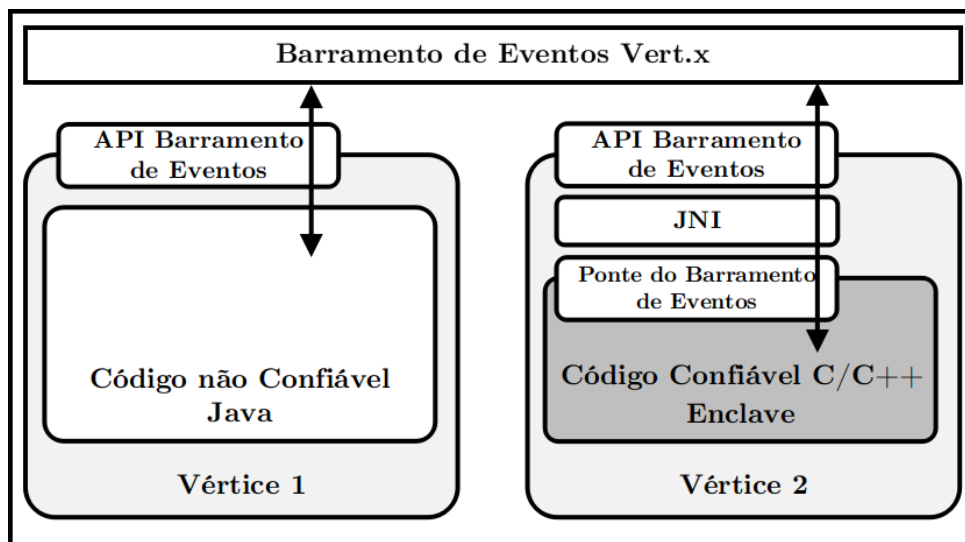 Barramento de Eventos Vert.x
API Barramento
de Eventos
Código não Confiável
Java
Vértice 1
API Barramento
de Eventos
JNI
Ponte do Barramento
de Eventos
Código Confiável C/C++
Enclave
Vértice 2